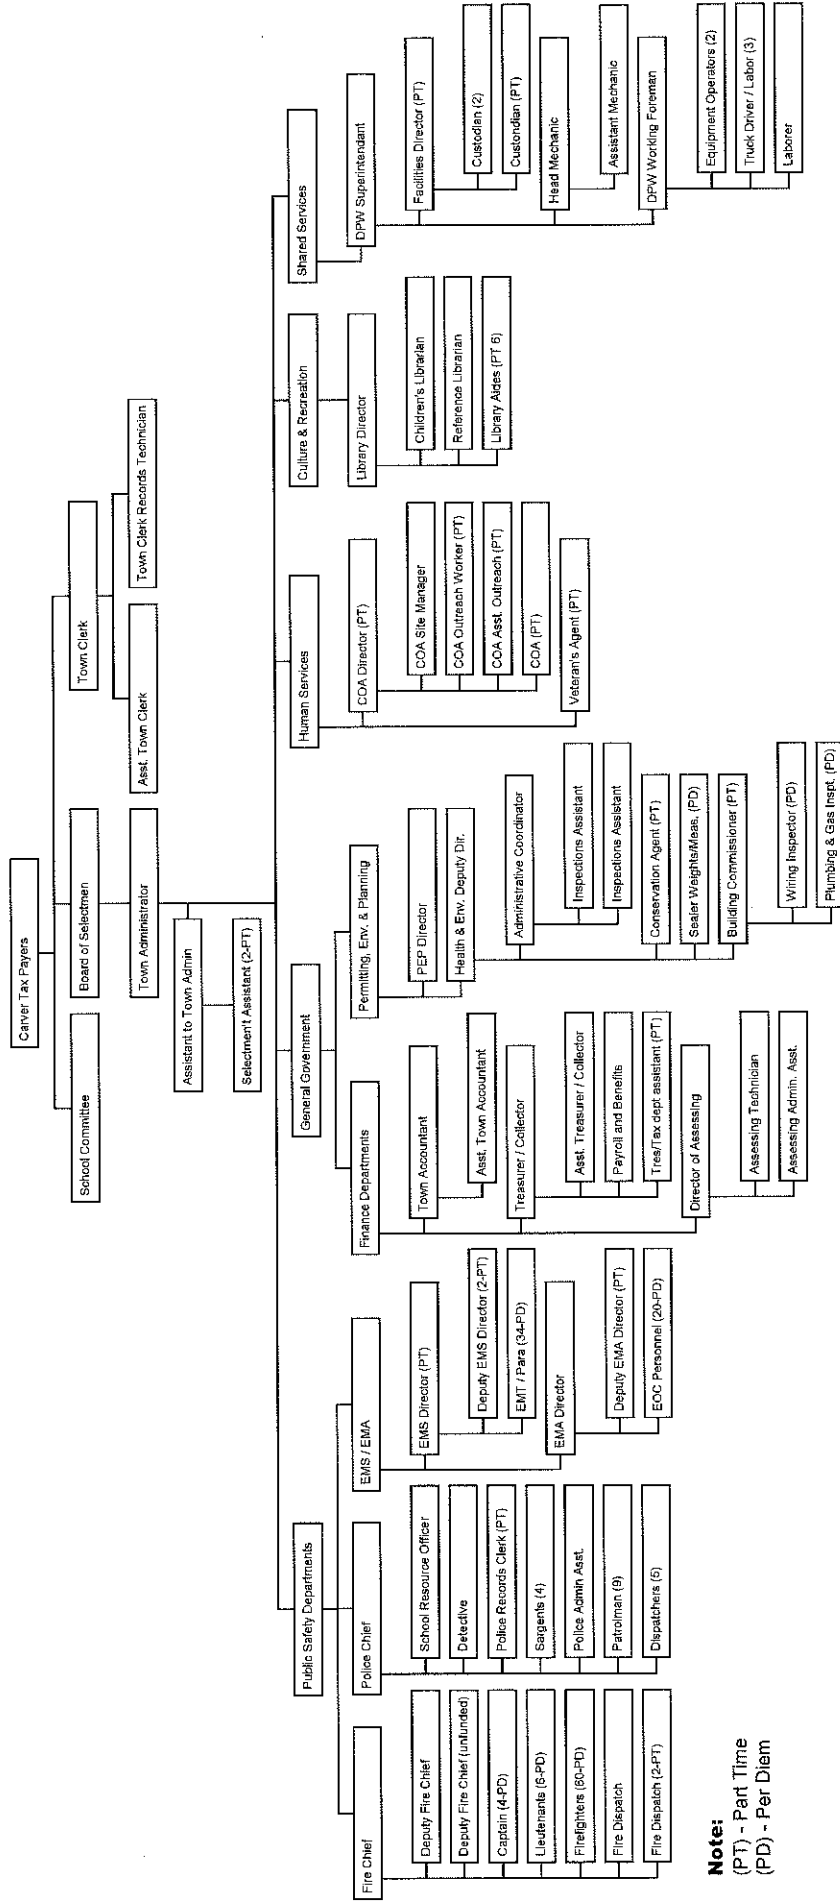 Carver Tax Payers
School Committee
Board of Selectmen
Town Clerk
Town Administrator
Asst. Town Clerk
Town Clerk Records Technician
Assistant to Town Admin
Selectmen't Assistant (2-PT)
Public Safety Departments
General Government
Human Services
Culture & Recreation
Shared Services
Fire Chief
Deputy Fire Chief
Deputy Fire Chief (unfunded)
Captain (4-PD)
Lieutenants (6-PD)
Firefighters (60-PD)
Fire Dispatch
Fire Dispatch (2-PT)
Police Chief
School Resource Officer
Detective
Police Records Clerk (PT)
Sargents (4)
Police Admin Asst.
Patrolman (9)
Dispatchers (5)
EMS / EMA
EMS Director (PT)
Deputy EMS Director (2-PT)
EMT / Para (34-PD)
EMA Director
Deputy EMA Director (PT)
EOC Personnel (20-PD)
Finance Departments
Town Accountant
Asst. Town Accountant
Treasurer / Collector
Asst. Treasurer / Collector
Payroll and Benefits
Tres/Tax dept assistant (PT)
Director of Assessing
Assessing Technician
Assessing Admin. Asst.
Permitting, Env. & Planning
PEP Director
Health & Env. Deputy Dir.
Administrative Coordinator
Inspections Assistant
Inspections Assistant
Conservation Agent (PT)
Sealer Weights/Meas. (PD)
Building Commissioner (PT)
Wiring Inspector (PD)
Plumbing & Gas Inspt. (PD)
COA Director (PT)
COA Site Manager
COA Outreach Worker (PT)
COA Asst. Outreach (PT)
COA (PT)
Veteran's Agent (PT)
Library Director
Children's Librarian
Reference Librarian
Library Aides (PT 6)
DPW Superintendant
Facilities Director (PT)
Custodian (2)
Custondian (PT)
Head Mechanic
Assistant Mechanic
DPW Working Foreman
Equipment Operators (2)
Truck Driver / Labor (3)
Laborer
Note:
(PT) - Part Time
(PD) - Per Diem